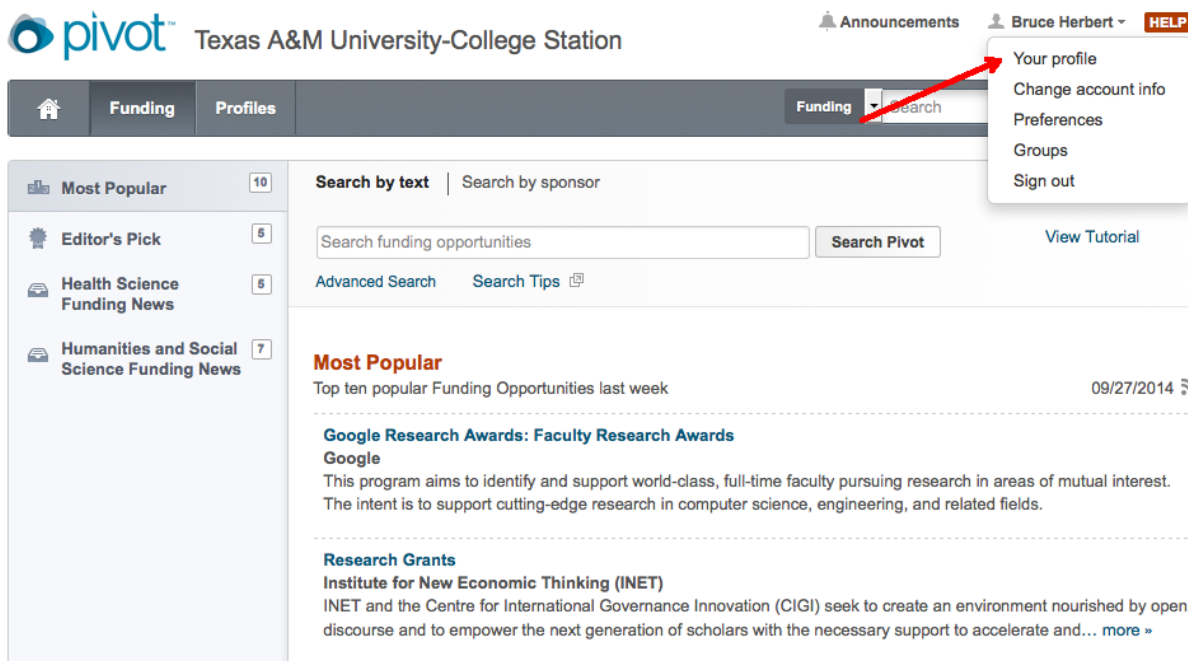 pivot™ Texas A&M University-College Station
Announcements Bruce Herbert HELP
Your profile
Change account info
Preferences
Groups
Sign out
Funding Profiles
Funding Search
Most Popular 10
Editor's Pick 5
Health Science 5
Funding News
Humanities and Social 7
Science Funding News
Search by text Search by sponsor
Search funding opportunities Search Pivot View Tutorial
Advanced Search Search Tips
Most Popular
Top ten popular Funding Opportunities last week 09/27/2014
Google Research Awards: Faculty Research Awards
Google
This program aims to identify and support world-class, full-time faculty pursuing research in areas of mutual interest.
The intent is to support cutting-edge research in computer science, engineering, and related fields.
Research Grants
Institute for New Economic Thinking (INET)
INET and the Centre for International Governance Innovation (CIGI) seek to create an environment nourished by open
discourse and to empower the next generation of scholars with the necessary support to accelerate and... more »